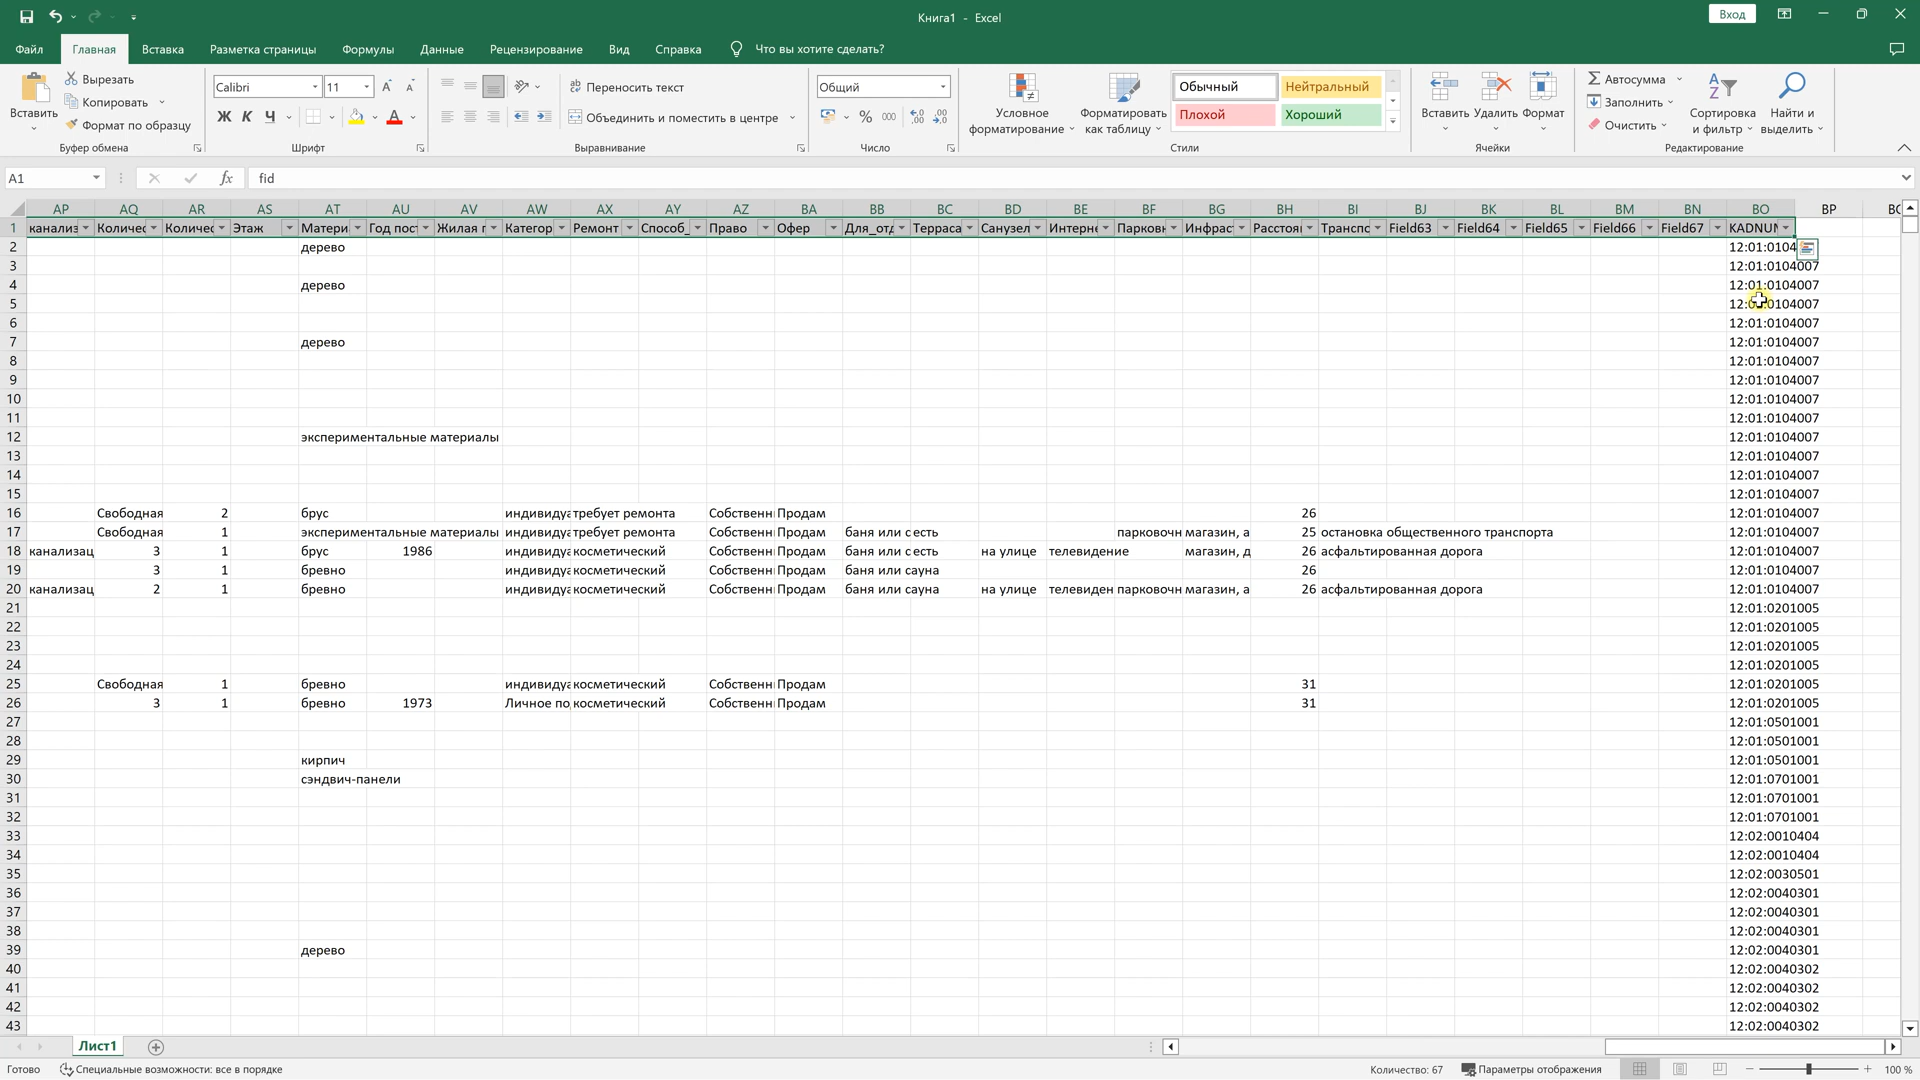 Книга1 - Excel
Вход
Файл Главная Вставка Разметка страницы Формулы Данные Рецензирование Вид Справка Что вы хотите сделать?
Вставить Вырезать Копировать Формат по образцу Буфер обмена
Calibri 11 Ж К Ч Шрифт
Переносить текст Объединить и поместить в центре Выравнивание
Общий % 000 Число
Условное форматирование Форматировать как таблицу Обычный Нейтральный Плохой Хороший Стили
Вставить Удалить Формат Ячейки
Автосумма Заполнить Очистить Сортировка и фильтр Найти и выделить Редактирование
A1 fx fid
AP AQ AR AS AT AU AV AW AX AY AZ BA BB BC BD BE BF BG BH BI BJ BK BL BM BN BO BP
1 канализ Количес Количес Этаж Матери Год пост Жилая п Категор Ремонт Способ_ Право Офер Для_отд Терраса Санузел Интерне Парковк Инфраст Расстоя Транспо Field63 Field64 Field65 Field66 Field67 KADNUM
2 дерево 12:01:0104
3 12:01:0104007
4 дерево 12:01:0104007
5 12:01:0104007
6 12:01:0104007
7 дерево 12:01:0104007
8 12:01:0104007
9 12:01:0104007
10 12:01:0104007
11 12:01:0104007
12 экспериментальные материалы 12:01:0104007
13 12:01:0104007
14 12:01:0104007
15 12:01:0104007
16 Свободная 2 брус индивидуа требует ремонта Собственн Продам 26 12:01:0104007
17 Свободная 1 экспериментальные материалы индивидуа требует ремонта Собственн Продам баня или с есть парковочн магазин, а 25 остановка общественного транспорта 12:01:0104007
18 канализац 3 1 брус 1986 индивидуа косметический Собственн Продам баня или с есть на улице телевидение магазин, д 26 асфальтированная дорога 12:01:0104007
19 3 1 бревно индивидуа косметический Собственн Продам баня или сауна 26 12:01:0104007
20 канализац 2 1 бревно индивидуа косметический Собственн Продам баня или сауна на улице телевиден парковочн магазин, а 26 асфальтированная дорога 12:01:0104007
21 12:01:0201005
22 12:01:0201005
23 12:01:0201005
24 12:01:0201005
25 Свободная 1 бревно индивидуа косметический Собственн Продам 31 12:01:0201005
26 3 1 бревно 1973 Личное по косметический Собственн Продам 31 12:01:0201005
27 12:01:0501001
28 12:01:0501001
29 кирпич 12:01:0501001
30 сэндвич-панели 12:01:0701001
31 12:01:0701001
32 12:01:0701001
33 12:02:0010404
34 12:02:0010404
35 12:02:0030501
36 12:02:0040301
37 12:02:0040301
38 12:02:0040301
39 дерево 12:02:0040301
40 12:02:0040302
41 12:02:0040302
42 12:02:0040302
43 12:02:0040302
Лист1
Готово Специальные возможности: все в порядке Количество: 67 Параметры отображения 100 %